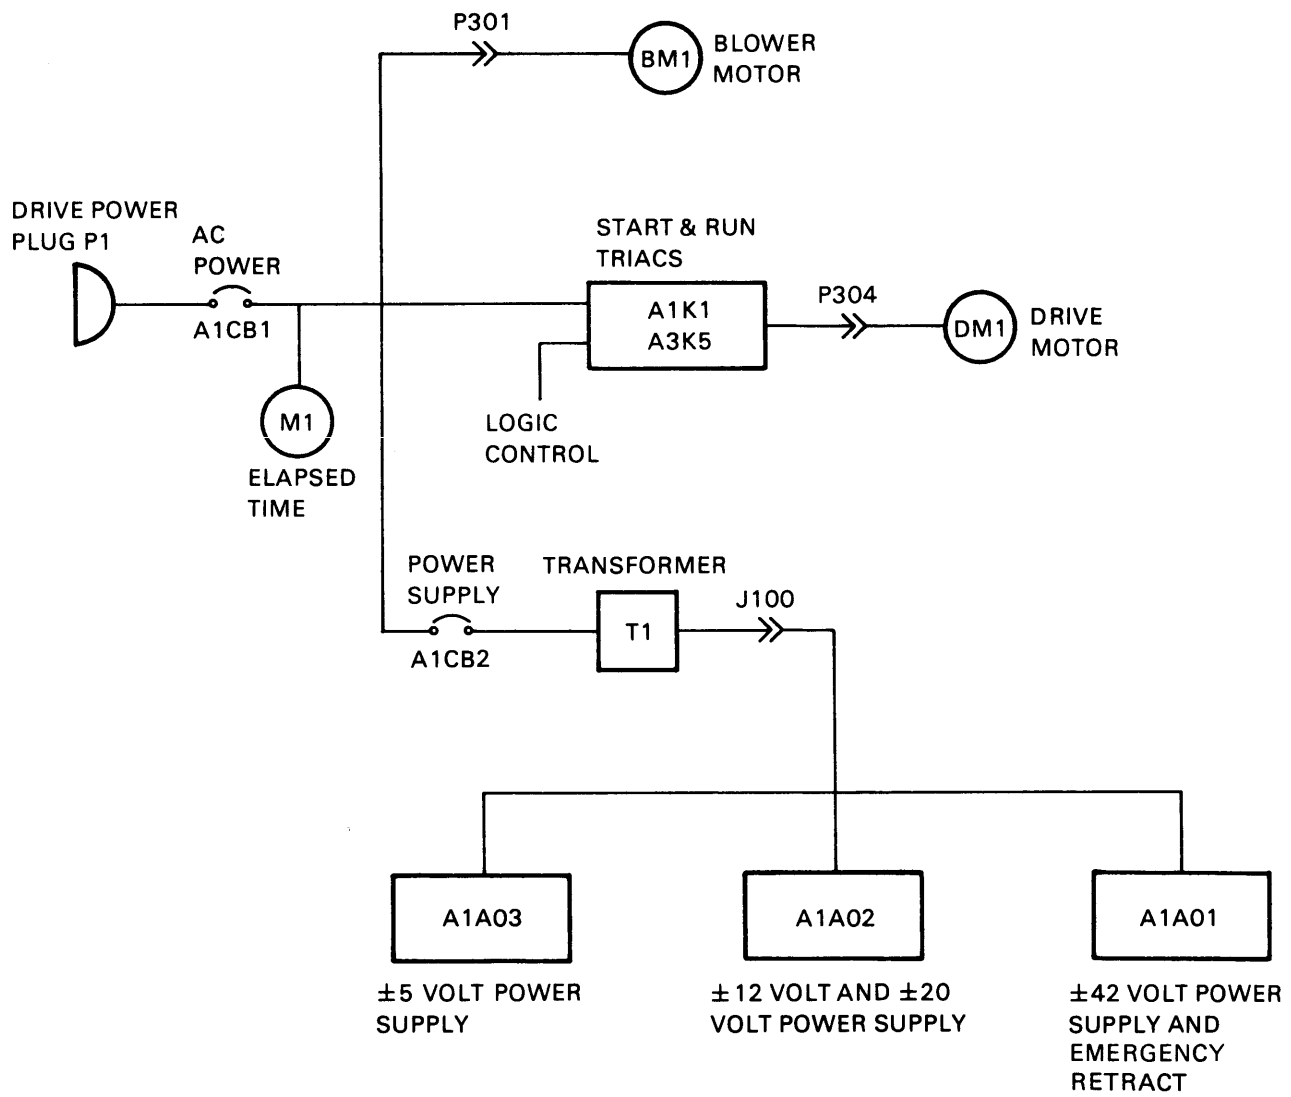 P301
BM1
BLOWER
MOTOR
DRIVE POWER
PLUG P1
AC
POWER
A1CB1
START & RUN
TRIACS
A1K1
A3K5
P304
DM1
DRIVE
MOTOR
M1
ELAPSED
TIME
LOGIC
CONTROL
POWER
SUPPLY
A1CB2
TRANSFORMER
T1
J100
A1A03
±5 VOLT POWER
SUPPLY
A1A02
±12 VOLT AND ±20
VOLT POWER SUPPLY
A1A01
±42 VOLT POWER
SUPPLY AND
EMERGENCY
RETRACT